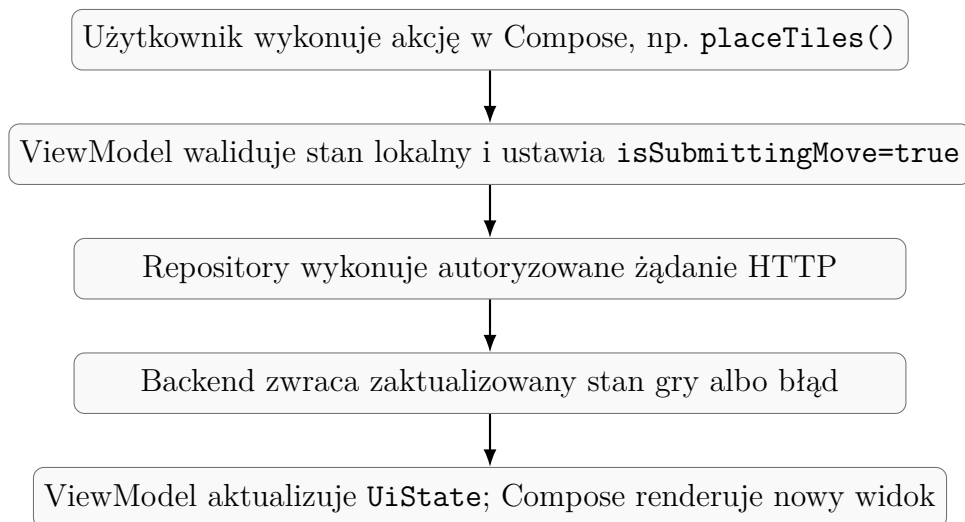 Użytkownik wykonuje akcję w Compose, np. placeTiles()
ViewModel waliduje stan lokalny i ustawia isSubmittingMove=true
Repository wykonuje autoryzowane żądanie HTTP
Backend zwraca zaktualizowany stan gry albo błąd
ViewModel aktualizuje UiState; Compose renderuje nowy widok